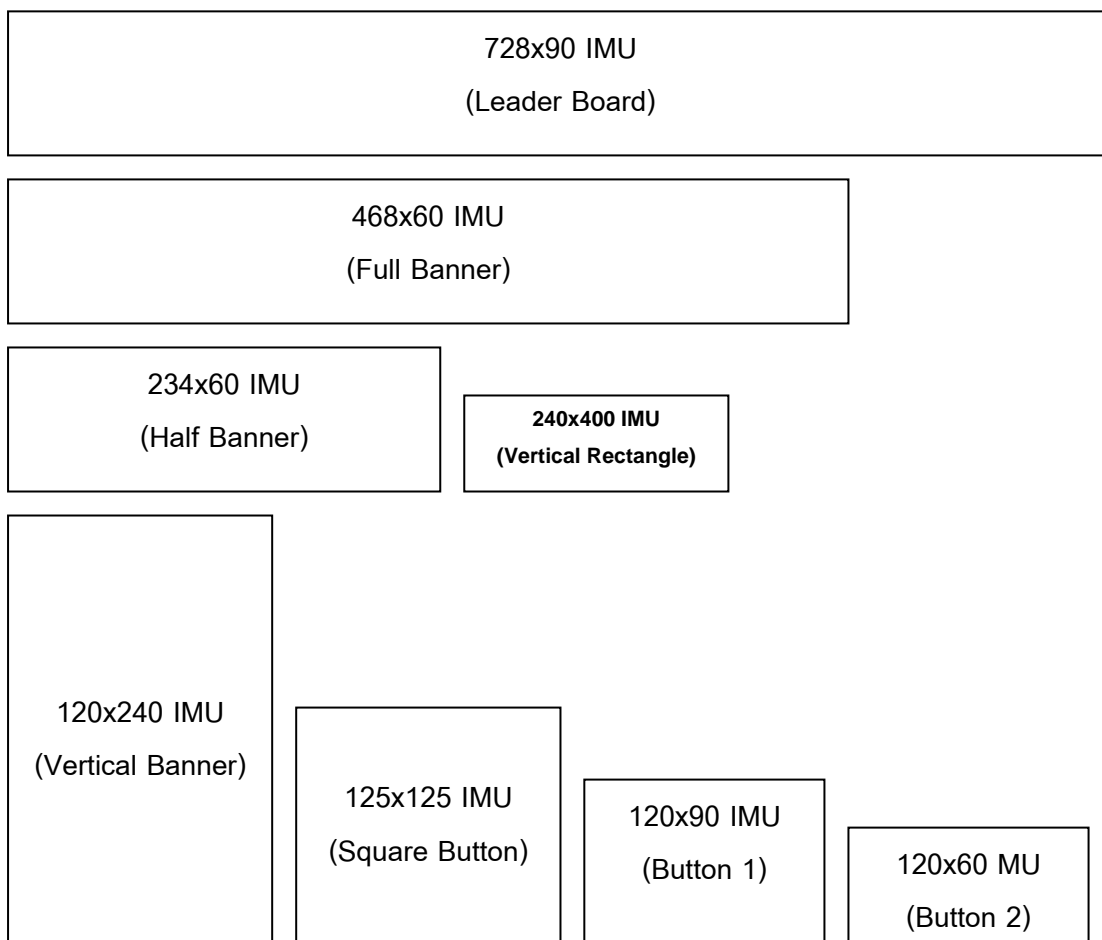 728x90 IMU
(Leader Board)
468x60 IMU
(Full Banner)
234x60 IMU
(Half Banner)
240x400 IMU
(Vertical Rectangle)
120x240 IMU
(Vertical Banner)
125x125 IMU
(Square Button)
120x90 IMU
(Button 1)
120x60 MU
(Button 2)